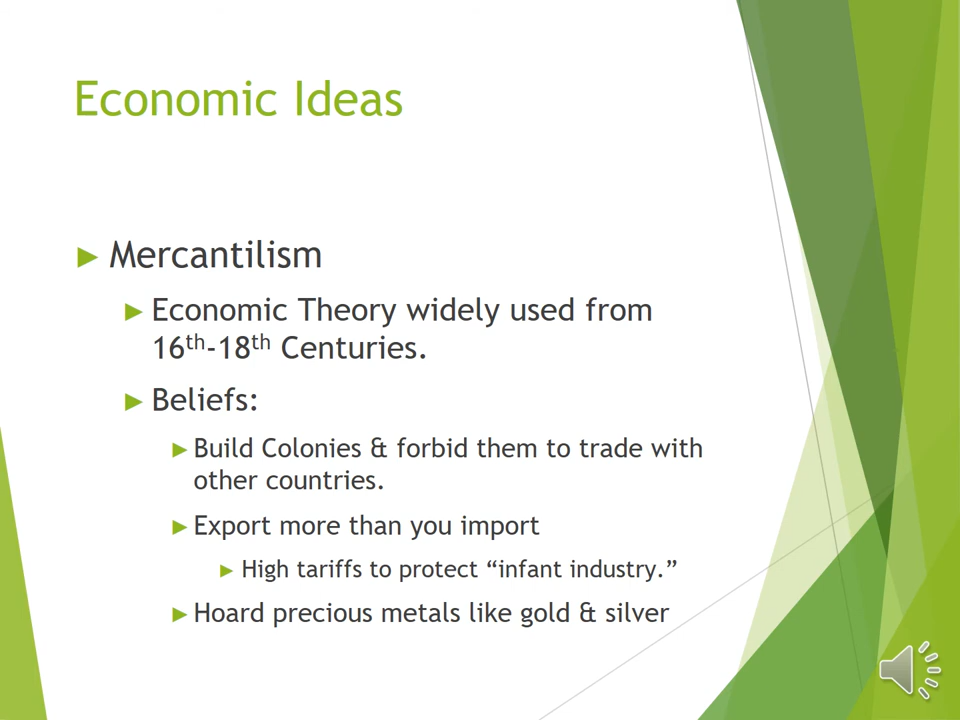 Economic Ideas
Mercantilism
Economic Theory widely used from
16th-18th Centuries.
Beliefs:
Build Colonies & forbid them to trade with
other countries.
Export more than you import
High tariffs to protect “infant industry.”
Hoard precious metals like gold & silver